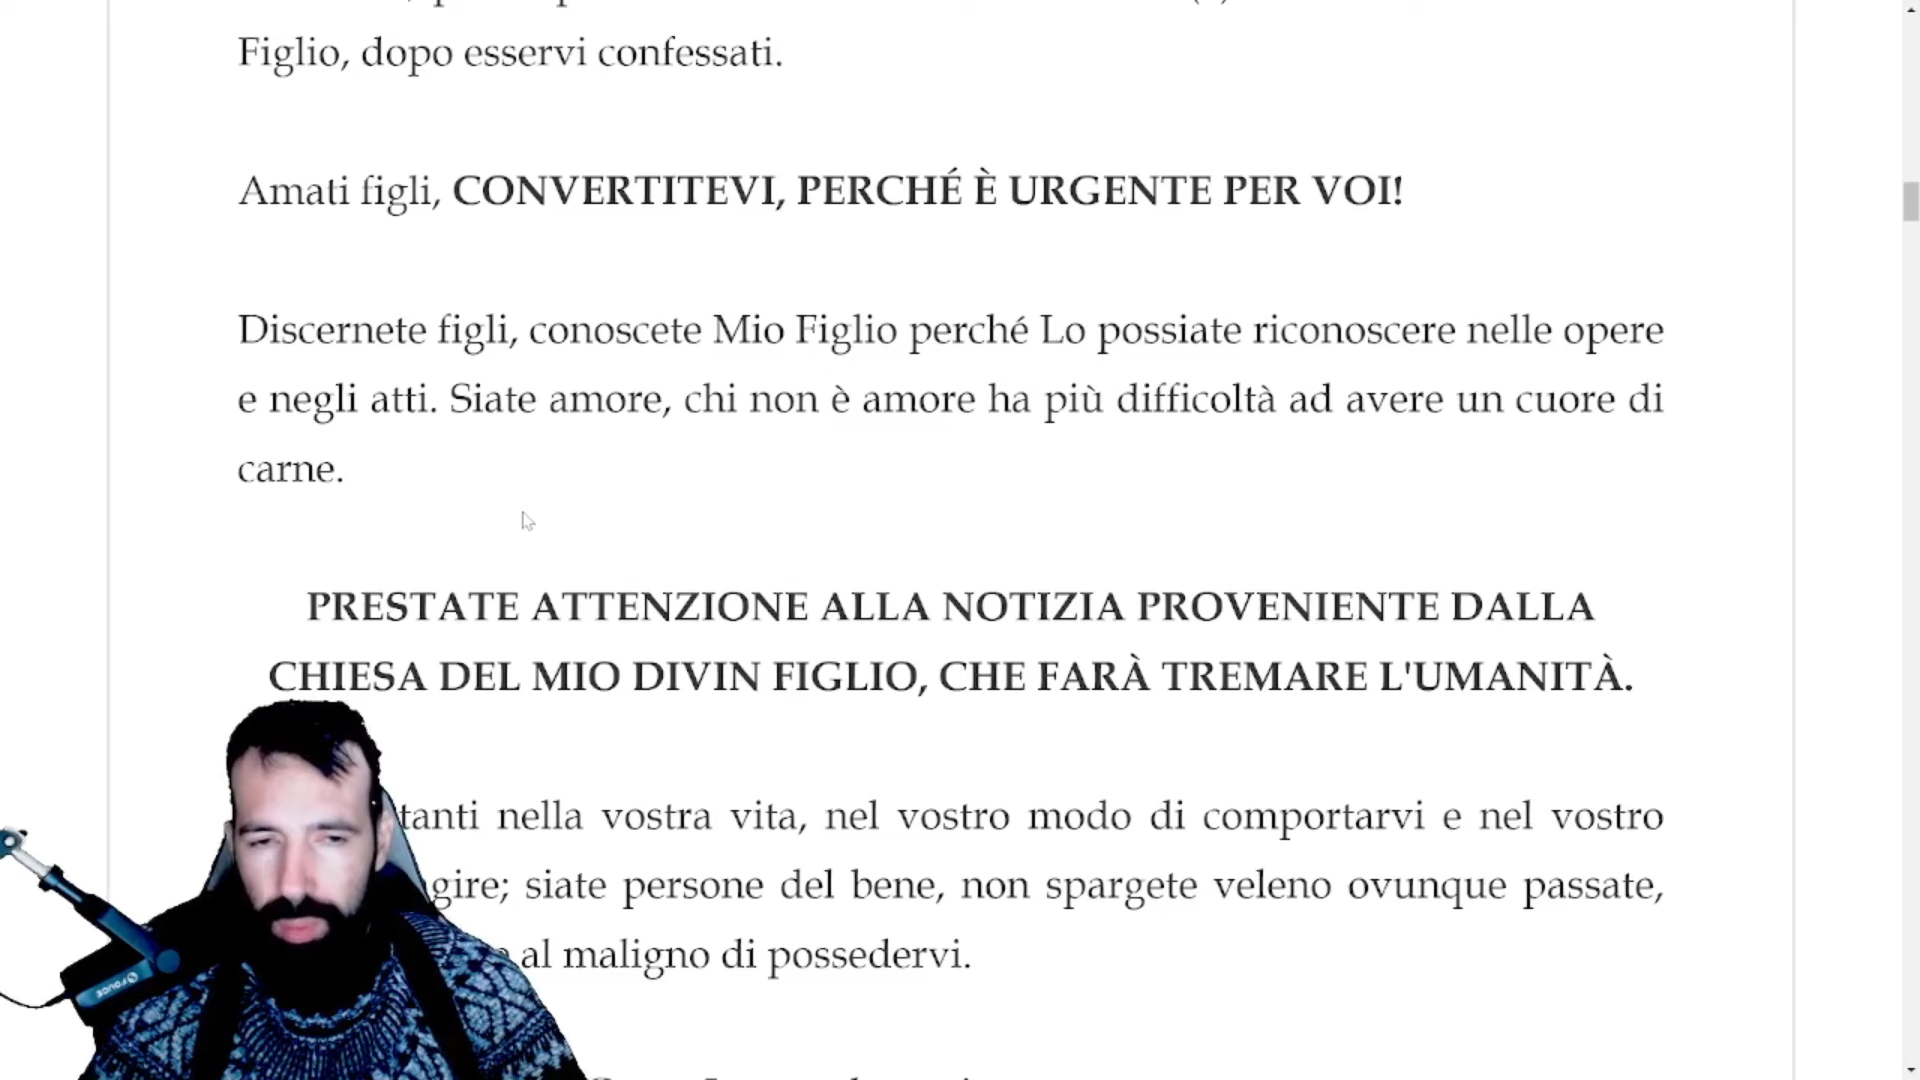 Figlio, dopo esservi confessati.
Amati figli, CONVERTITEVI, PERCHÉ È URGENTE PER VOI!
Discernete figli, conoscete Mio Figlio perché Lo possiate riconoscere nelle opere
e negli atti. Siate amore, chi non è amore ha più difficoltà ad avere un cuore di
carne.
PRESTATE ATTENZIONE ALLA NOTIZIA PROVENIENTE DALLA
CHIESA DEL MIO DIVIN FIGLIO, CHE FARÀ TREMARE L'UMANITÀ.
tanti nella vostra vita, nel vostro modo di comportarvi e nel vostro
gire; siate persone del bene, non spargete veleno ovunque passate,
al maligno di possedervi.